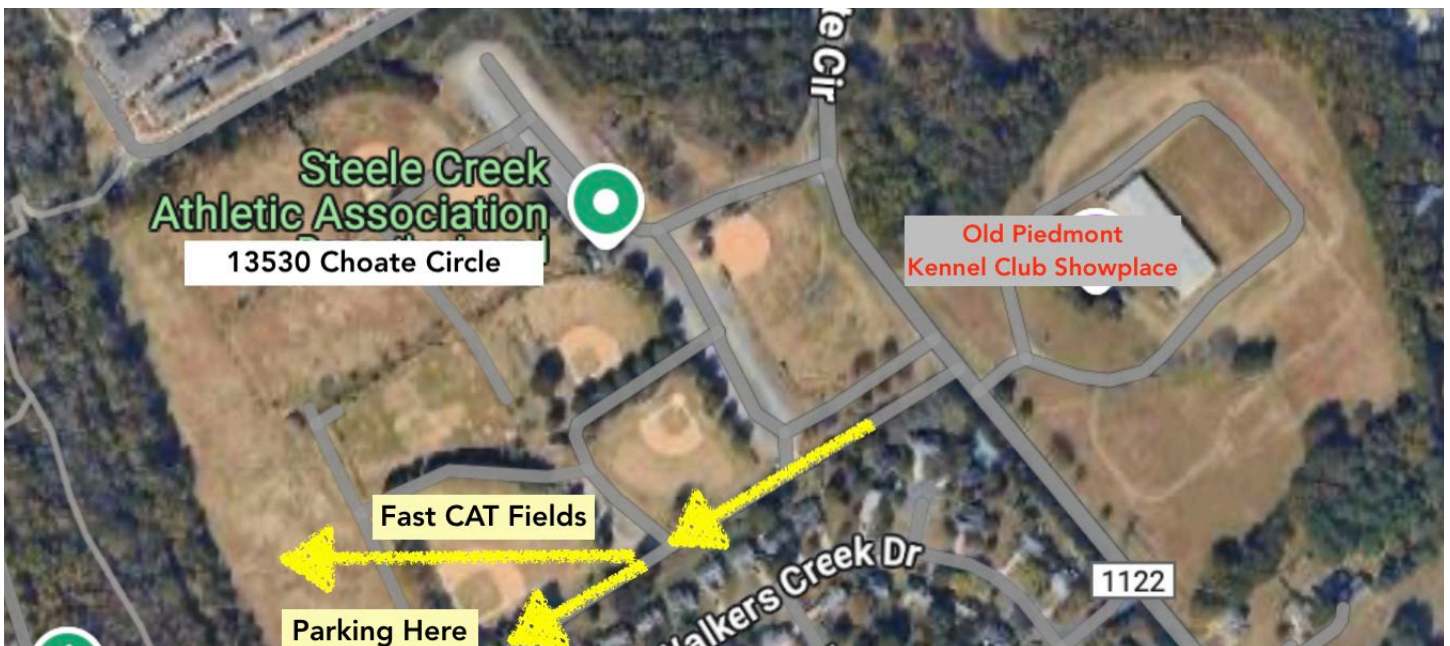 te Cir
Steele Creek
Athletic Association
13530 Choate Circle
Old Piedmont
Kennel Club Showplace
Fast CAT Fields
Walkers Creek Dr
1122
Parking Here